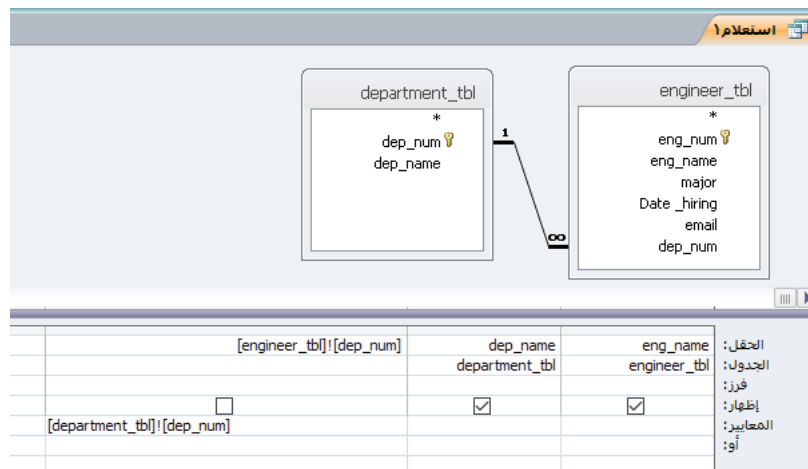 استعلام١
engineer_tbl
*
eng_num
eng_name
major
Date _hiring
email
dep_num
department_tbl
*
dep_num
dep_name
1
∞
الحقل: eng_name dep_name [engineer_tbl]![dep_num]
الجدول: engineer_tbl department_tbl
فرز:
إظهار:
المعايير: [department_tbl]![dep_num]
أو: